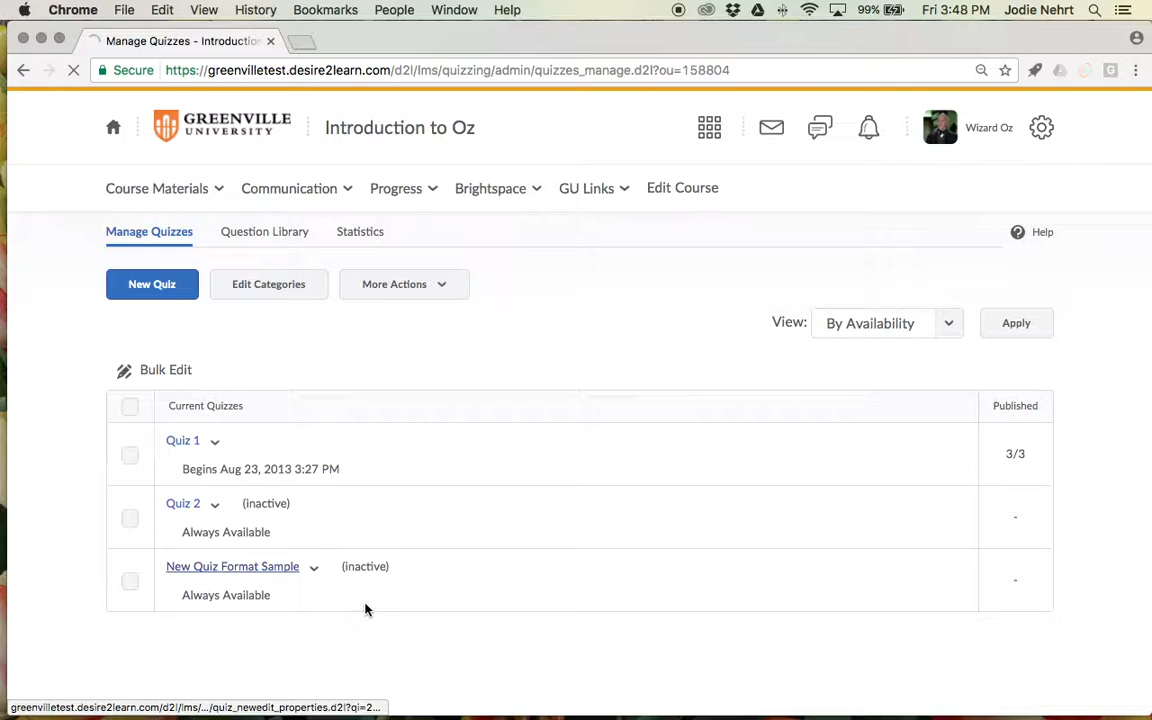 Chrome File Edit View History Bookmarks People Window Help 99% Fri 3:48 PM Jodie Nehrt
Manage Quizzes - Introduction
Secure https://greenvilletest.desire2learn.com/d2l/lms/quizzing/admin/quizzes_manage.d2l?ou=158804
GREENVILLE
UNIVERSITY
Introduction to Oz
Wizard Oz
Course Materials Communication Progress Brightspace GU Links Edit Course
Manage Quizzes Question Library Statistics Help
New Quiz Edit Categories More Actions
View: By Availability Apply
Bulk Edit
Current Quizzes Published
Quiz 1
3/3
Begins Aug 23, 2013 3:27 PM
Quiz 2 (inactive)
-
Always Available
New Quiz Format Sample (inactive)
-
Always Available
greenvilletest.desire2learn.com/d2l/lms/.../quiz_newedit_properties.d2l?qi=2...